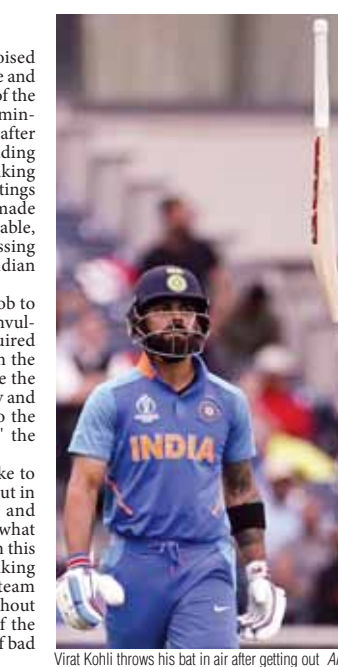 oised
e and
of the
min-
after
ding
king
tings
made
able,
ssing
dian
ob to
nvul-
uired
n the
e the
y and
o the
" the
ke to
ut in
and
what
n this
king
team
hout
f the
f bad
INDIA
Virat Kohli throws his bat in air after getting out